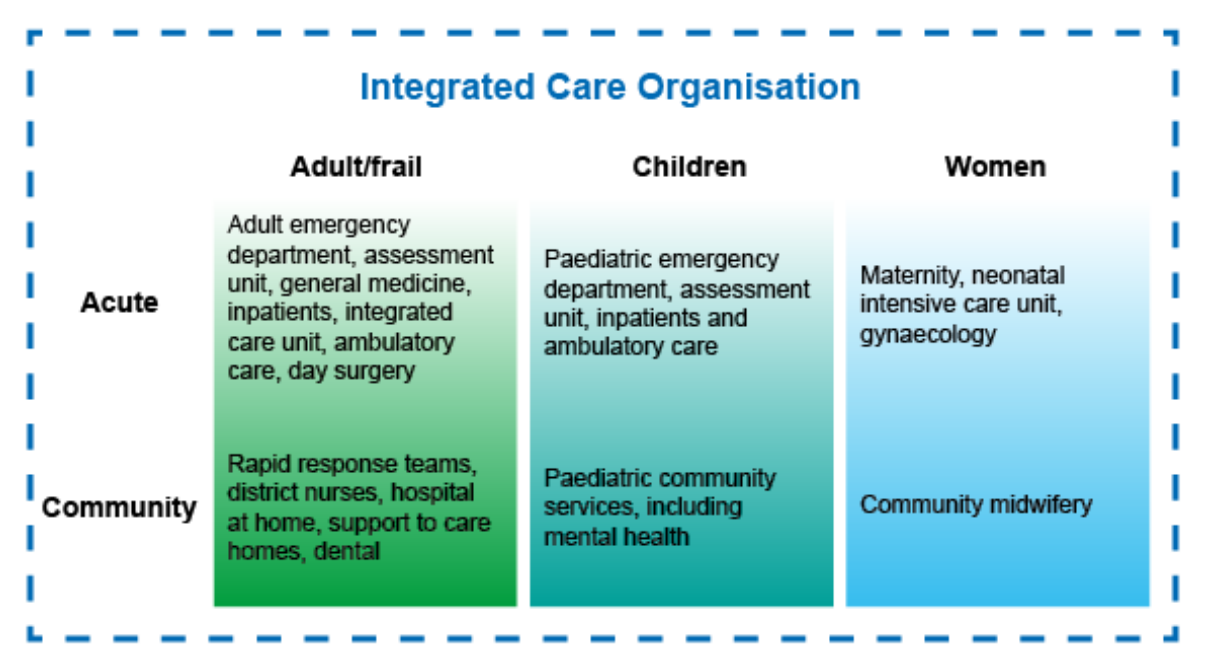 Integrated Care Organisation
Adult/frail
Children
Women
Acute
Adult emergency
department, assessment
unit, general medicine,
inpatients, integrated
care unit, ambulatory
care, day surgery
Paediatric emergency
department, assessment
unit, inpatients and
ambulatory care
Maternity, neonatal
intensive care unit,
gynaecology
Community
Rapid response teams,
district nurses, hospital
at home, support to care
homes, dental
Paediatric community
services, including
mental health
Community midwifery